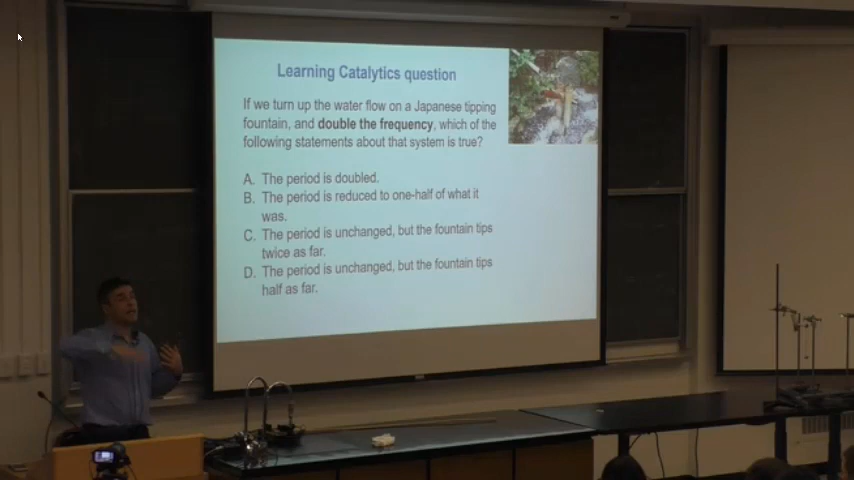 Learning Catalytics question
If we turn up the water flow on a Japanese tipping
fountain, and double the frequency, which of the
following statements about that system is true?
A. The period is doubled.
B. The period is reduced to one-half of what it
was.
C. The period is unchanged, but the fountain tips
twice as far.
D. The period is unchanged, but the fountain tips
half as far.